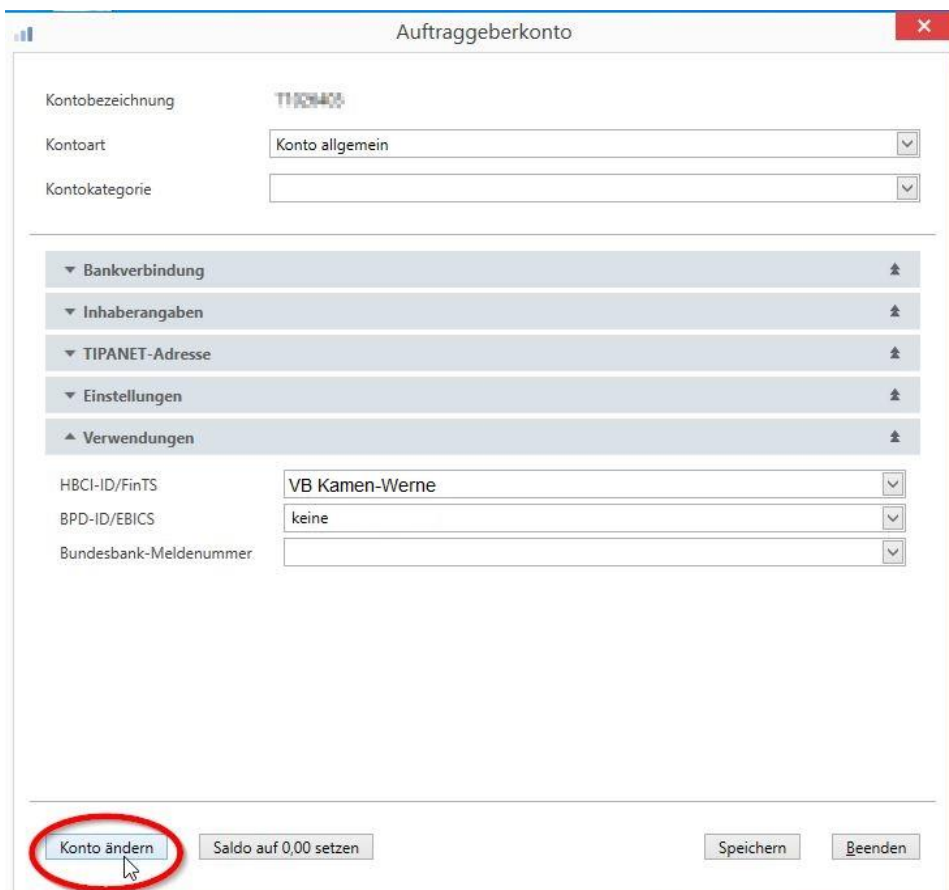 Auftraggeberkonto
Kontobezeichnung
Kontoart Konto allgemein
Kontokategorie
Bankverbindung
Inhaberangaben
TIPANET-Adresse
Einstellungen
Verwendungen
HBCI-ID/FinTS VB Kamen-Werne
BPD-ID/EBICS keine
Bundesbank-Meldenummer
Konto ändern Saldo auf 0,00 setzen Speichern Beenden